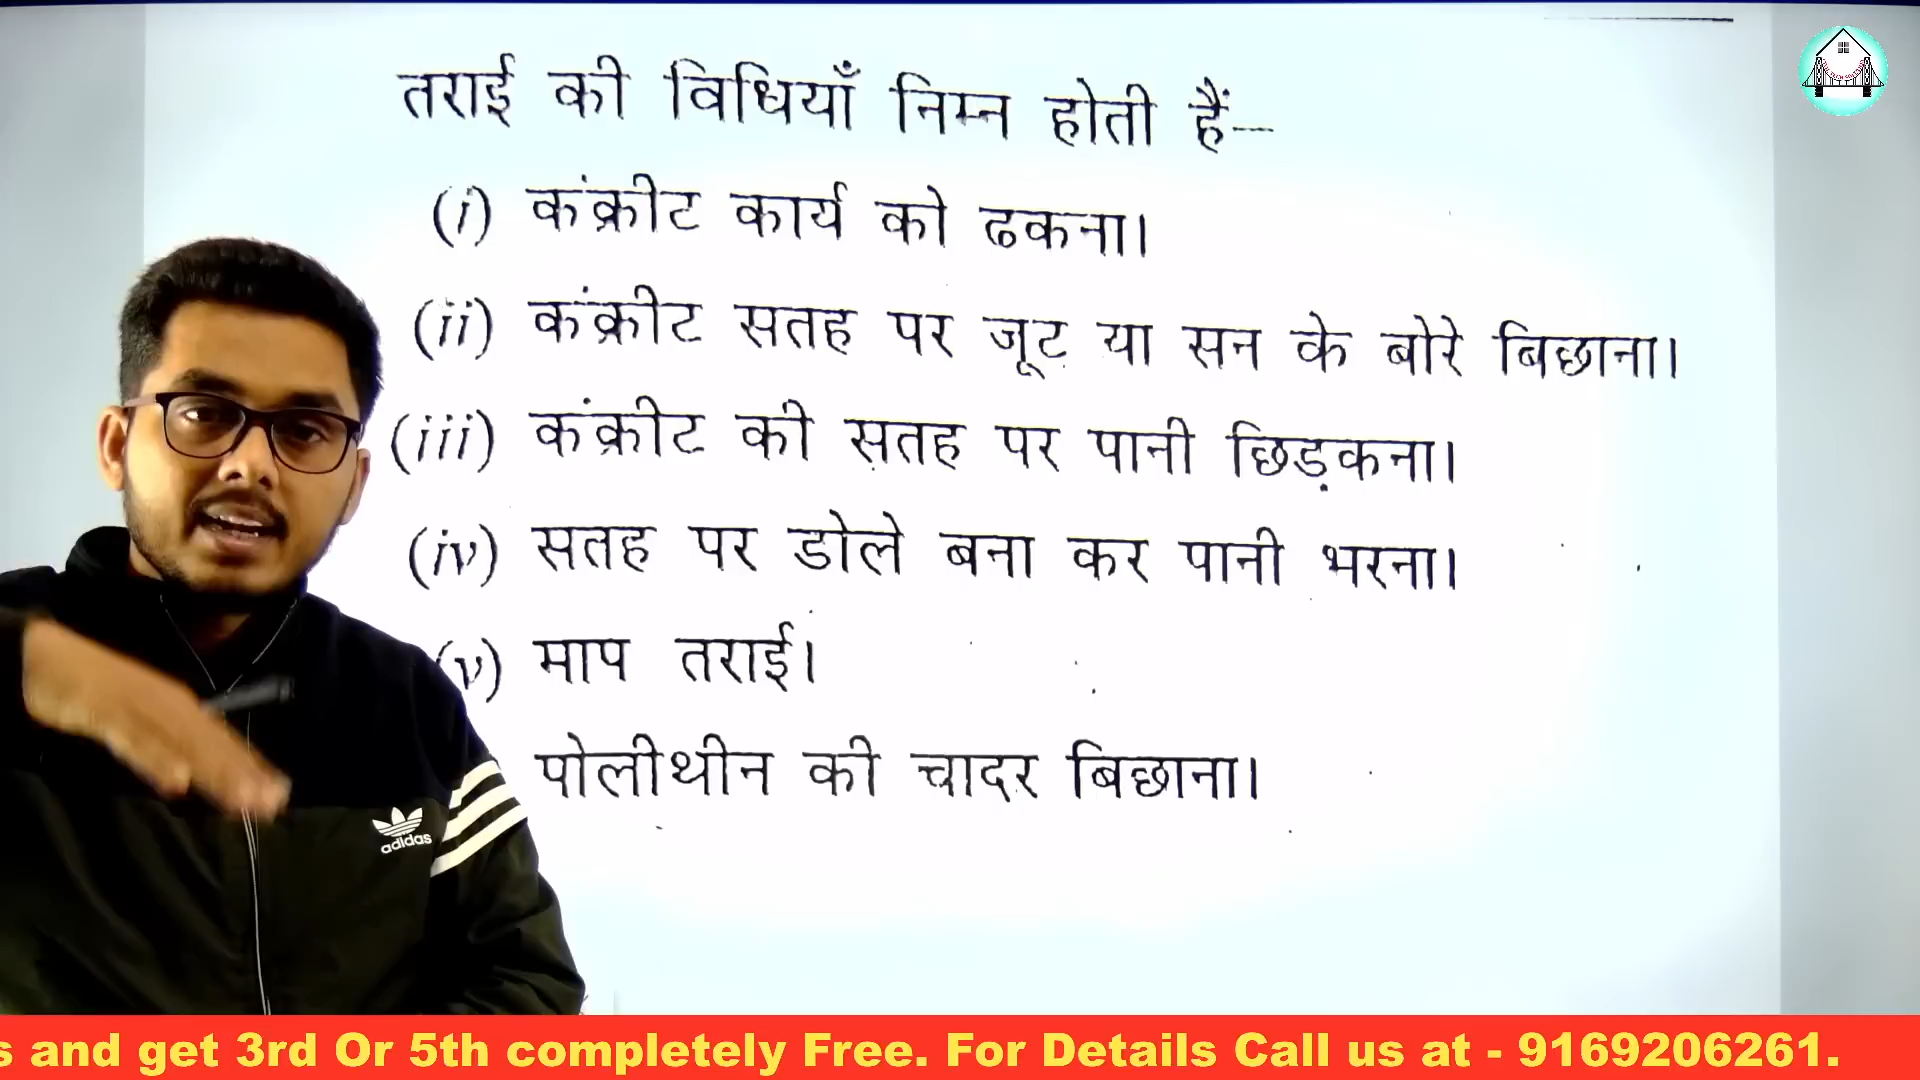 तराई की विधियाँ निम्न होती हैं—
(i) कंक्रीट कार्य को ढकना।
(ii) कंक्रीट सतह पर जूट या सन के बोरे बिछाना।
(iii) कंक्रीट की सतह पर पानी छिड़कना।
(iv) सतह पर डोले बना कर पानी भरना।
(v) माप तराई।
पोलीथीन की चादर बिछाना।
adidas
s and get 3rd Or 5th completely Free. For Details Call us at - 9169206261.